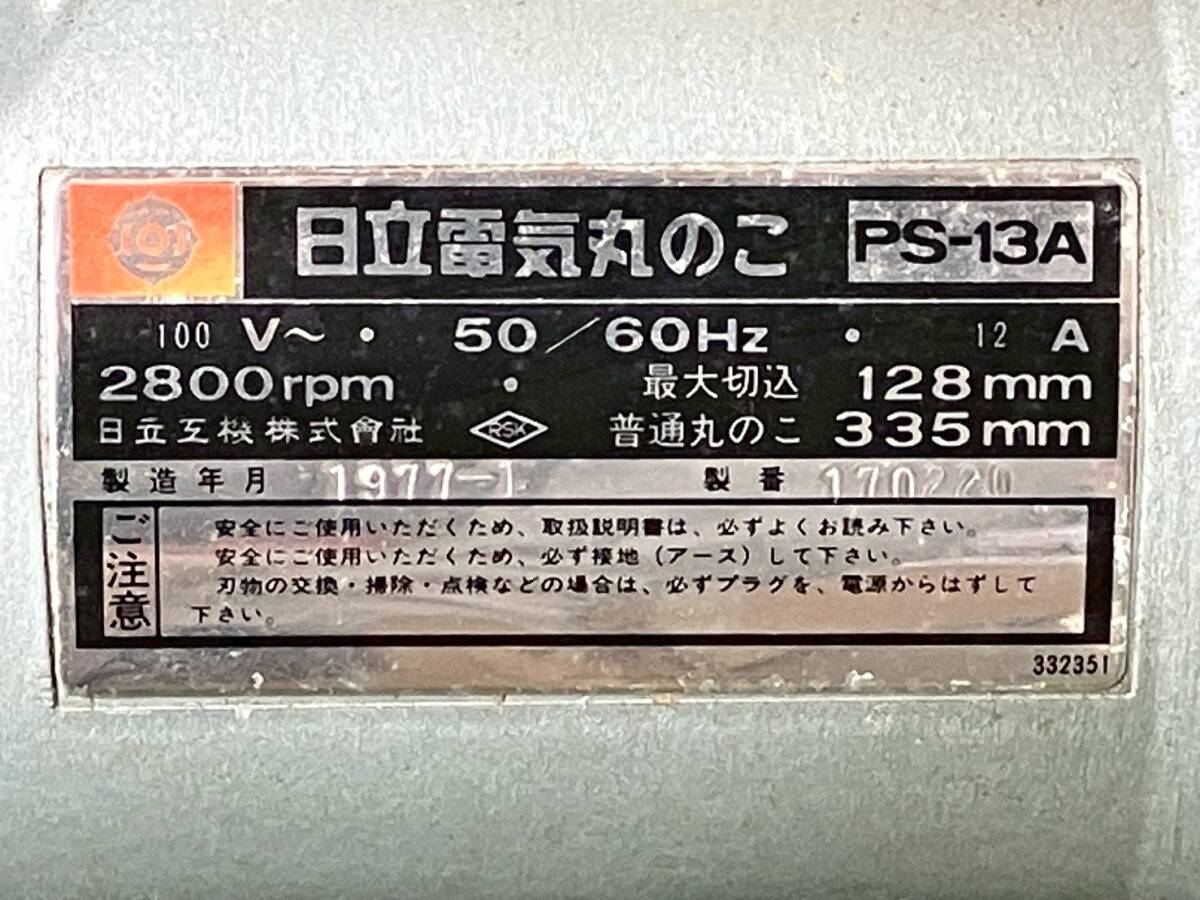 日立電気丸のこ PS-13A
100 V～ ・ 50／60Hz ・ 12 A
2800rpm ・ 最大切込 128mm
日立工機株式會社 RSK 普通丸のこ 335mm
製造年月 1977-1 製番 170220
ご注意
安全にご使用いただくため、取扱説明書は、必ずよくお読み下さい。
安全にご使用いただくため、必ず接地（アース）して下さい。
刃物の交換・掃除・点検などの場合は、必ずプラグを、電源からはずして
下さい。
332351